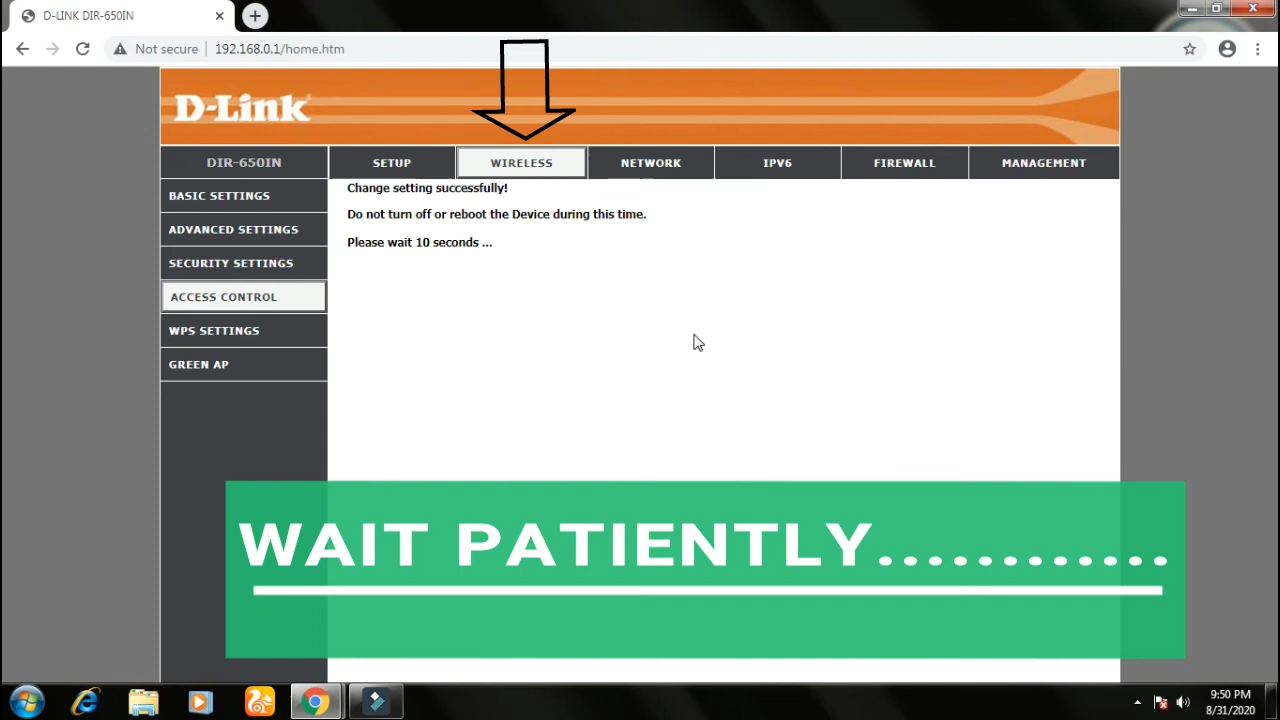 D-LINK DIR-650IN
Not secure
192.168.0.1/home.htm
D-Link
DIR-650IN
SETUP
WIRELESS
NETWORK
IPV6
FIREWALL
MANAGEMENT
BASIC SETTINGS
ADVANCED SETTINGS
SECURITY SETTINGS
ACCESS CONTROL
WPS SETTINGS
GREEN AP
Change setting successfully!
Do not turn off or reboot the Device during this time.
Please wait 10 seconds ...
WAIT PATIENTLY............
9:50 PM
8/31/2020